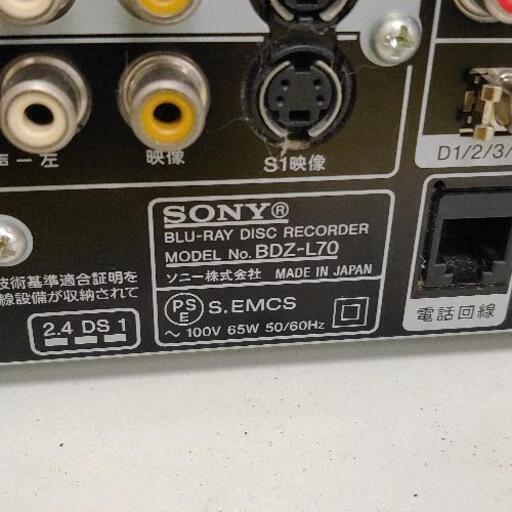 声ー左
映像
S1映像
D1/2/3/
SONY®
BLU-RAY DISC RECORDER
MODEL No. BDZ-L70
ソニー株式会社 MADE IN JAPAN
PSE S.EMCS
～ 100V 65W 50/60Hz
技術基準適合証明を
線設備が収納されて
2.4 DS 1
電話回線